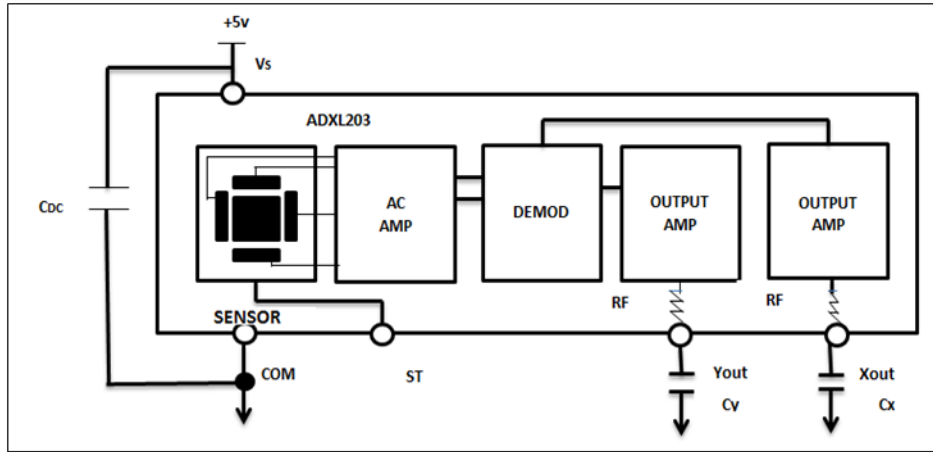 +5v
Vs
ADXL203
CDC
AC
AMP
DEMOD
OUTPUT
AMP
OUTPUT
AMP
RF
RF
SENSOR
COM
ST
Yout
Cy
Xout
Cx